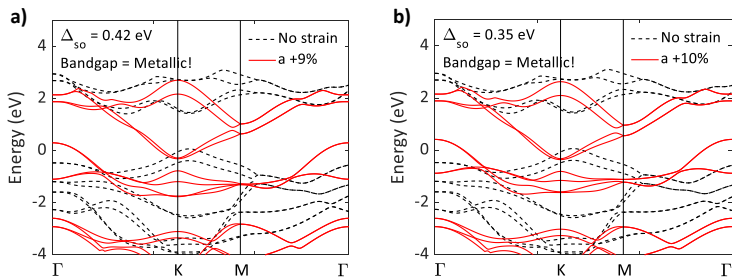 a)
Δso = 0.42 eV
Bandgap = Metallic!
No strain
a +9%
Energy (eV)
4
2
0
-2
-4
Γ K M Γ
b)
Δso = 0.35 eV
Bandgap = Metallic!
No strain
a +10%
Energy (eV)
4
2
0
-2
-4
Γ K M Γ